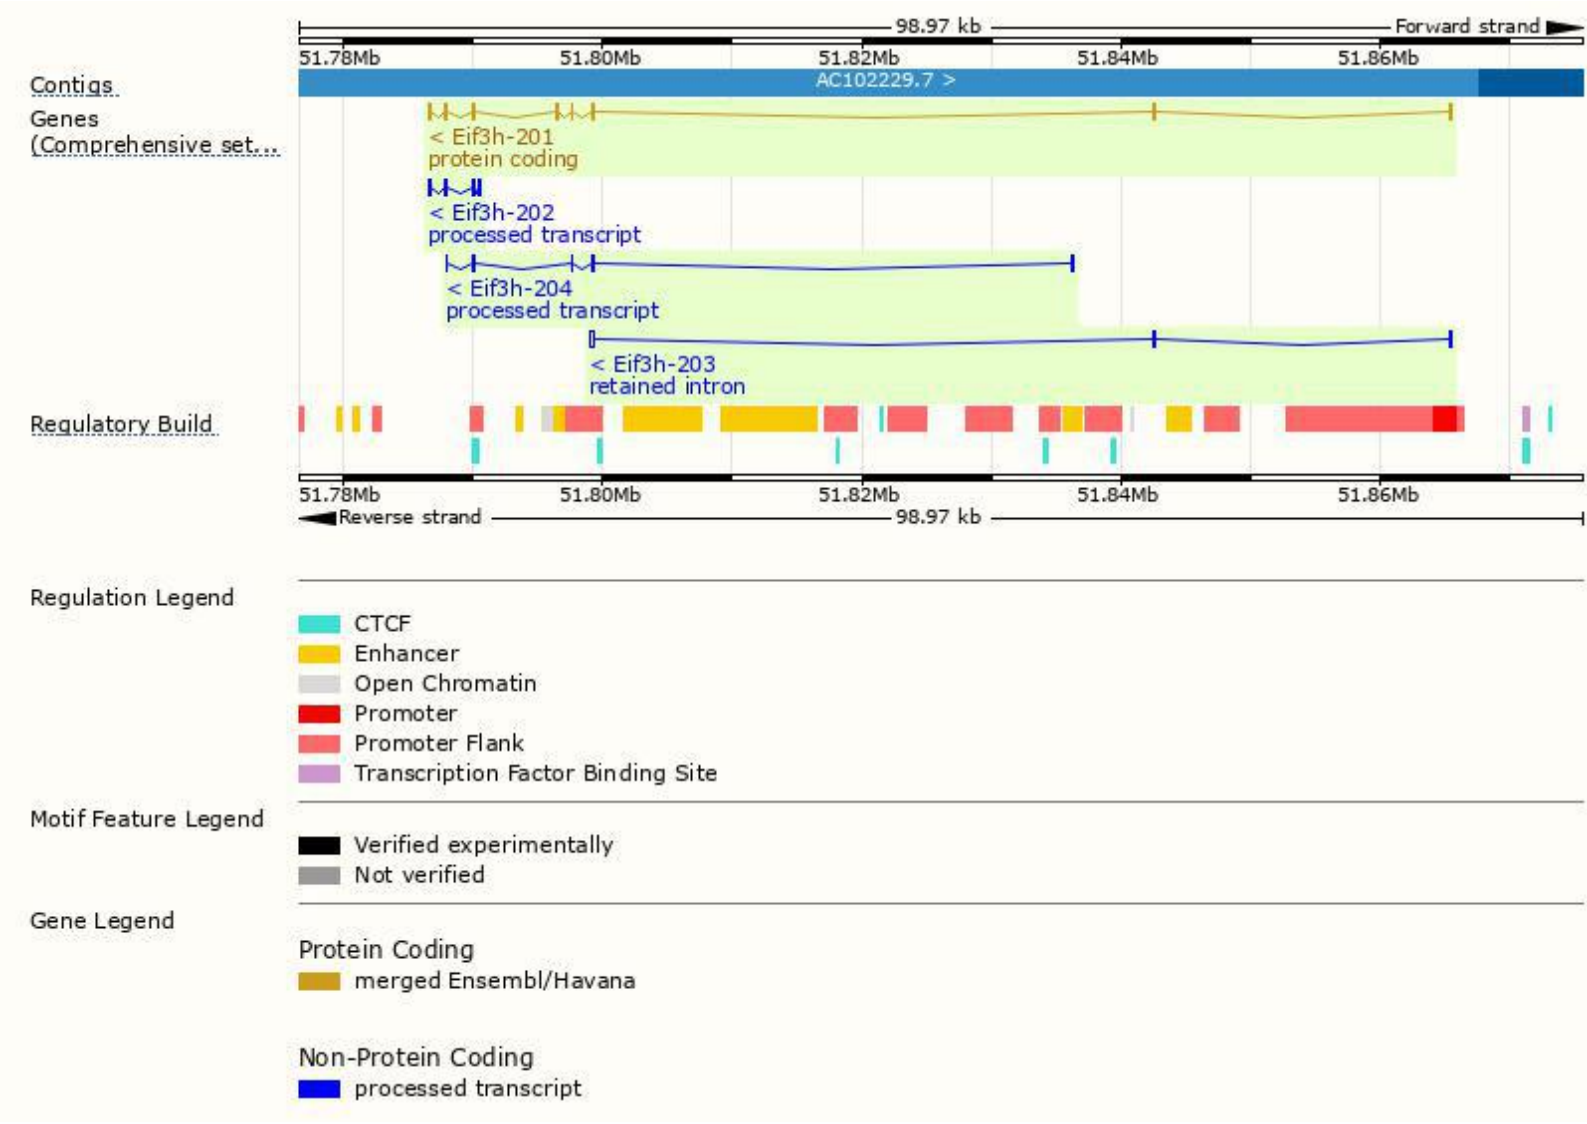 98.97 kb Forward strand
51.78Mb 51.80Mb 51.82Mb 51.84Mb 51.86Mb
Contigs AC102229.7 >
Genes
(Comprehensive set...
< Eif3h-201
protein coding
< Eif3h-202
processed transcript
< Eif3h-204
processed transcript
< Eif3h-203
retained intron
Regulatory Build
51.78Mb 51.80Mb 51.82Mb 51.84Mb 51.86Mb
Reverse strand 98.97 kb
Regulation Legend
CTCF
Enhancer
Open Chromatin
Promoter
Promoter Flank
Transcription Factor Binding Site
Motif Feature Legend
Verified experimentally
Not verified
Gene Legend
Protein Coding
merged Ensembl/Havana
Non-Protein Coding
processed transcript